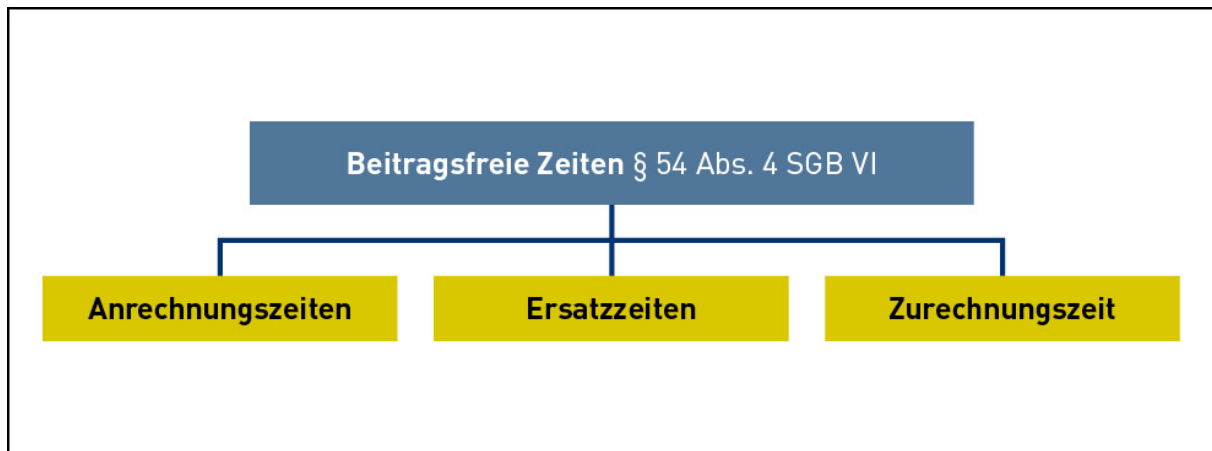 Beitragsfreie Zeiten § 54 Abs. 4 SGB VI
Anrechnungszeiten
Ersatzzeiten
Zurechnungszeit